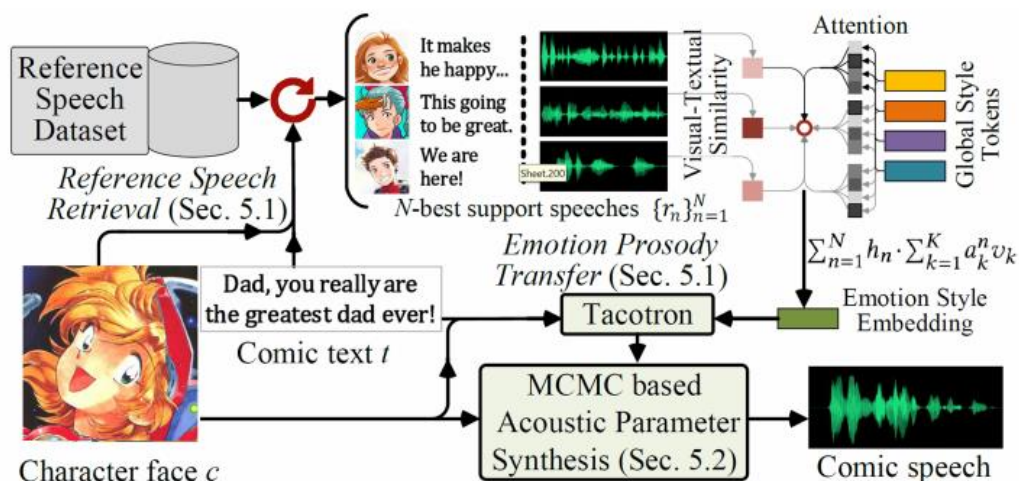 Reference
Speech
Dataset
Reference Speech
Retrieval (Sec. 5.1)
It makes
he happy...
This going
to be great.
We are
here!
Sheet.200
N-best support speeches {r_n}_{n=1}^N
Visual-Textual
Similarity
Attention
Global Style
Tokens
∑_{n=1}^N h_n · ∑_{k=1}^K a_k^n v_k
Emotion Prosody
Transfer (Sec. 5.1)
Emotion Style
Embedding
Dad, you really are
the greatest dad ever!
Comic text t
Tacotron
MCMC based
Acoustic Parameter
Synthesis (Sec. 5.2)
Character face c
Comic speech